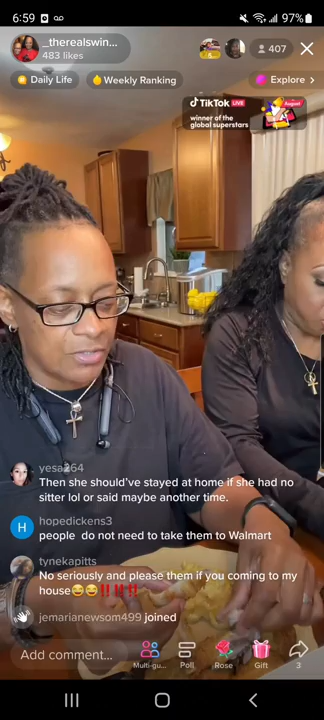 6:59
97%
_therealswin...
483 likes
407
Daily Life
Weekly Ranking
Explore >
TikTok LIVE
August
winner of the
global superstars
yesa264
Then she should've stayed at home if she had no
sitter lol or said maybe another time.
H
hopedickens3
people do not need to take them to Walmart
tynekapitts
No seriously and please them if you coming to my
house😂😂‼️‼️‼️
jemarianewsom499 joined
Add comment...
Multi-gu...
Poll
Rose
Gift
3